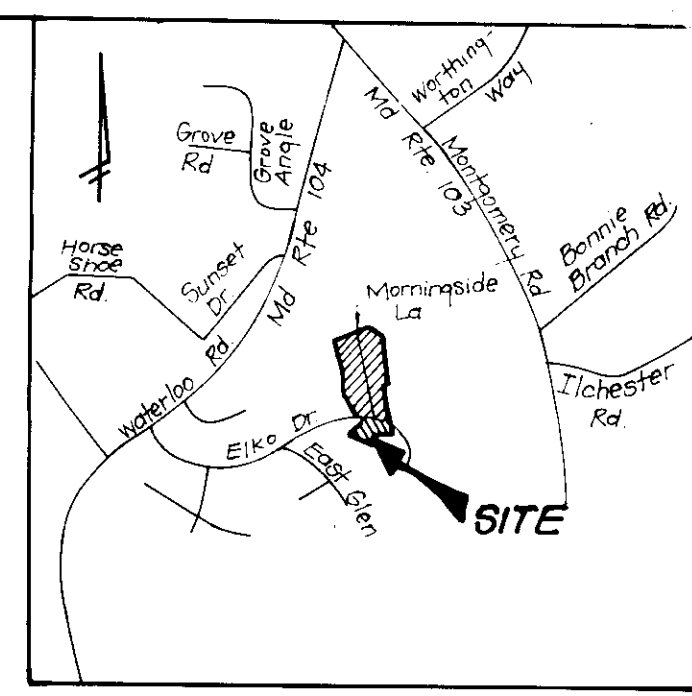 Worthing-
ton
Way
Grove
Rd
Grove
Angle
Md Rte 104
Md Rte. 103
Montgomery Rd
Bonnie
Branch Rd.
Horse
Shoe
Rd.
Sunset
Dr.
Morningside
La
Waterloo Rd.
Ilchester
Rd.
Elko Dr
East Glen
SITE